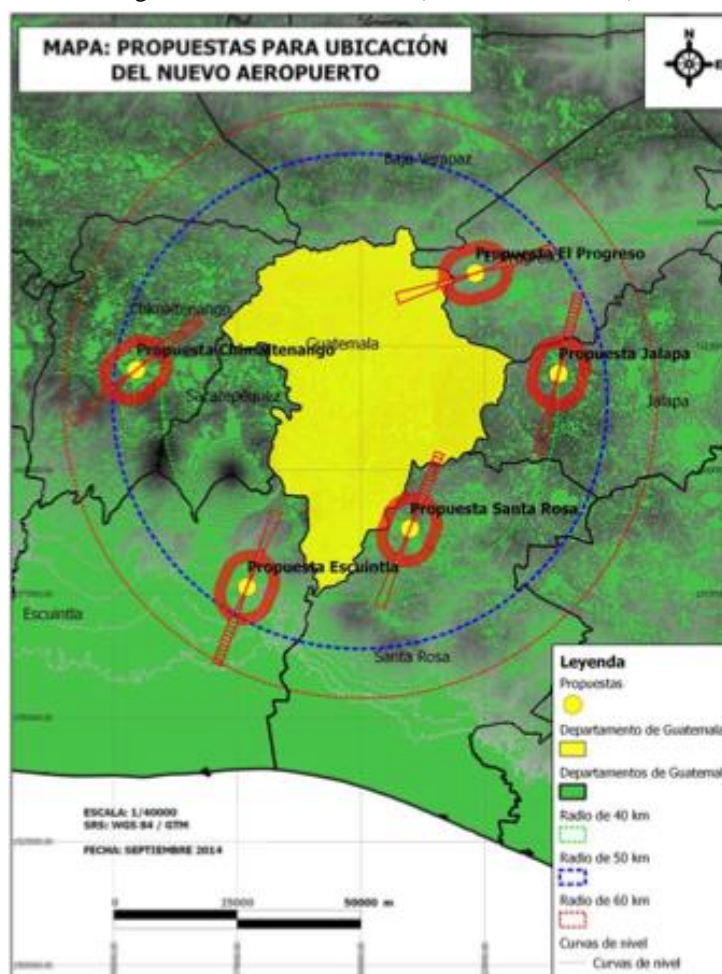 MAPA: PROPUESTAS PARA UBICACIÓN
DEL NUEVO AEROPUERTO
N
E
Baja Verapaz
Propuesta El Progreso
Chimaltenango
Guatemala
Propuesta Chimaltenango
Propuesta Jalapa
Sacatepéquez
Jalapa
Propuesta Santa Rosa
Propuesta Escuintla
Escuintla
Santa Rosa
Leyenda
Propuestas
Departamento de Guatemala
Departamentos de Guatemal
Radio de 40 km
Radio de 50 km
Radio de 60 km
Curvas de nivel
Curvas de nivel
ESCALA: 1/40000
SRS: WGS 84 / GTM
FECHA: SEPTIEMBRE 2014
0 25000 50000 m